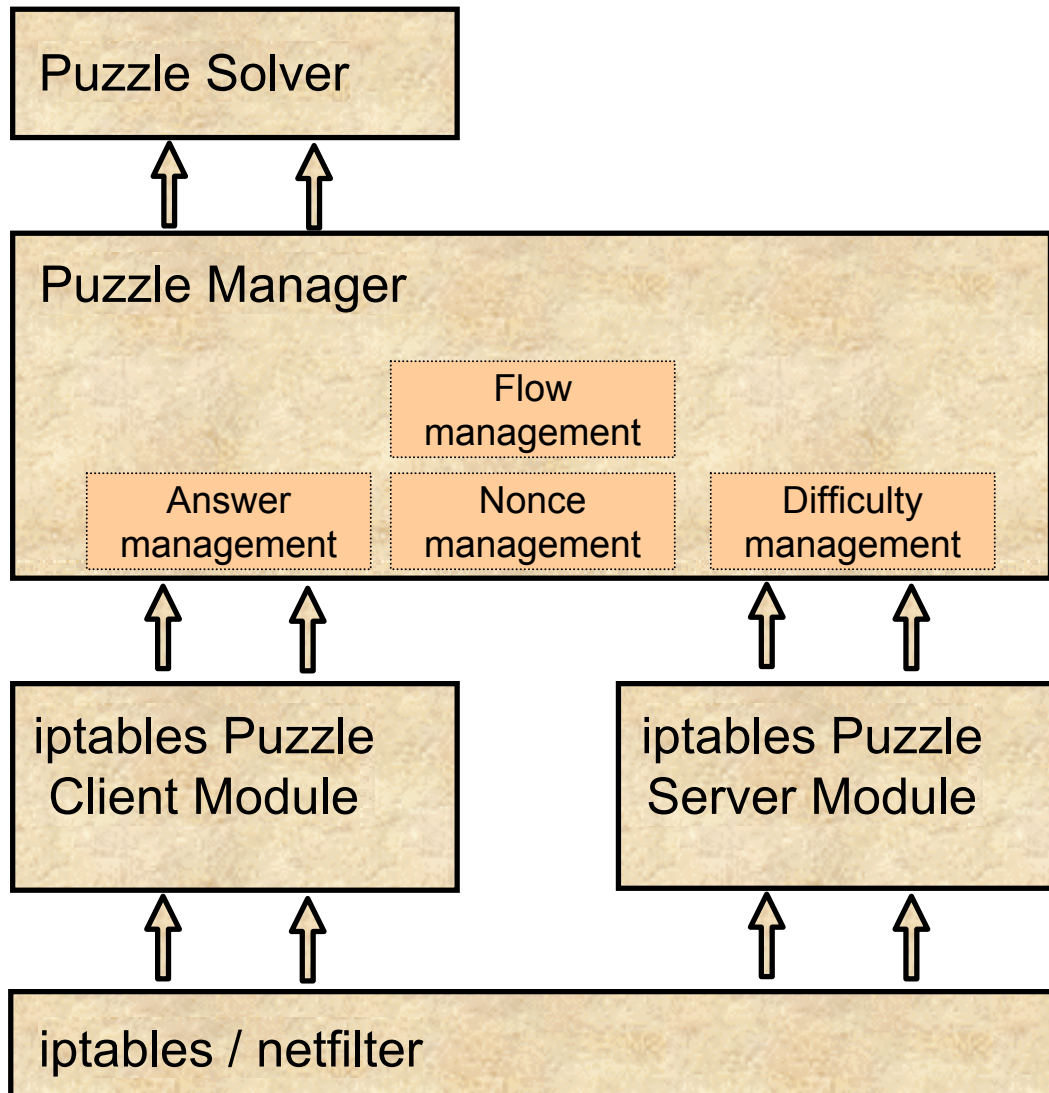 Puzzle Solver
Puzzle Manager
Flow
management
Answer
management
Nonce
management
Difficulty
management
iptables Puzzle
Client Module
iptables Puzzle
Server Module
iptables / netfilter